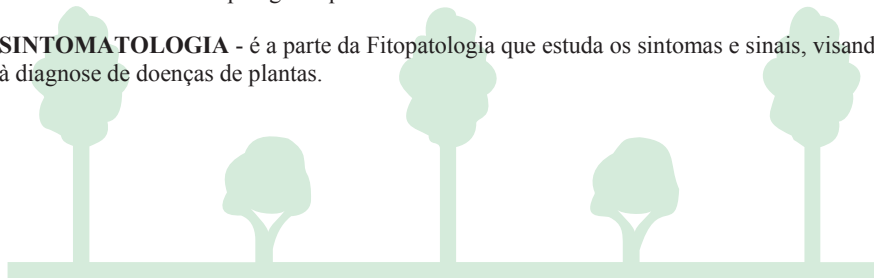 SINTOMATOLOGIA - é a parte da Fitopatologia que estuda os sintomas e sinais, visand
à diagnose de doenças de plantas.